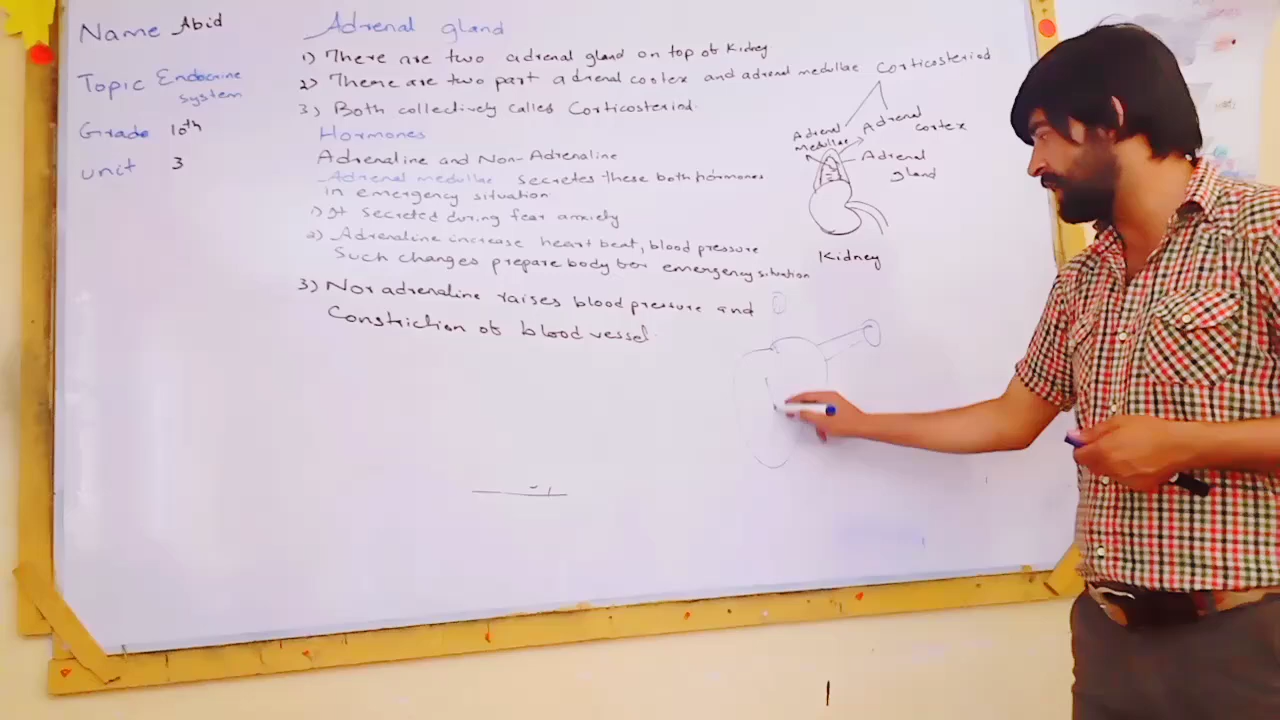 Name Abid
Topic Endocrine system
Grade 10th
Unit 3
Adrenal gland
1) There are two adrenal gland on top of Kidney
2) There are two part adrenal cortex and adrenal medullae
3) Both collectively called Corticosteriod.
Hormones
Adrenaline and Non-Adrenaline
Adrenal medullae secretes these both hormones
in emergency situation
1) It secreted during fear anxiety
2) Adrenaline increase heart beat, blood pressure
Such changes prepare body for emergency situation
3) Noradrenaline raises blood pressure and
Constriction of blood vessel.
Corticosteriod
Adrenal medullae
Adrenal cortex
Adrenal gland
Kidney